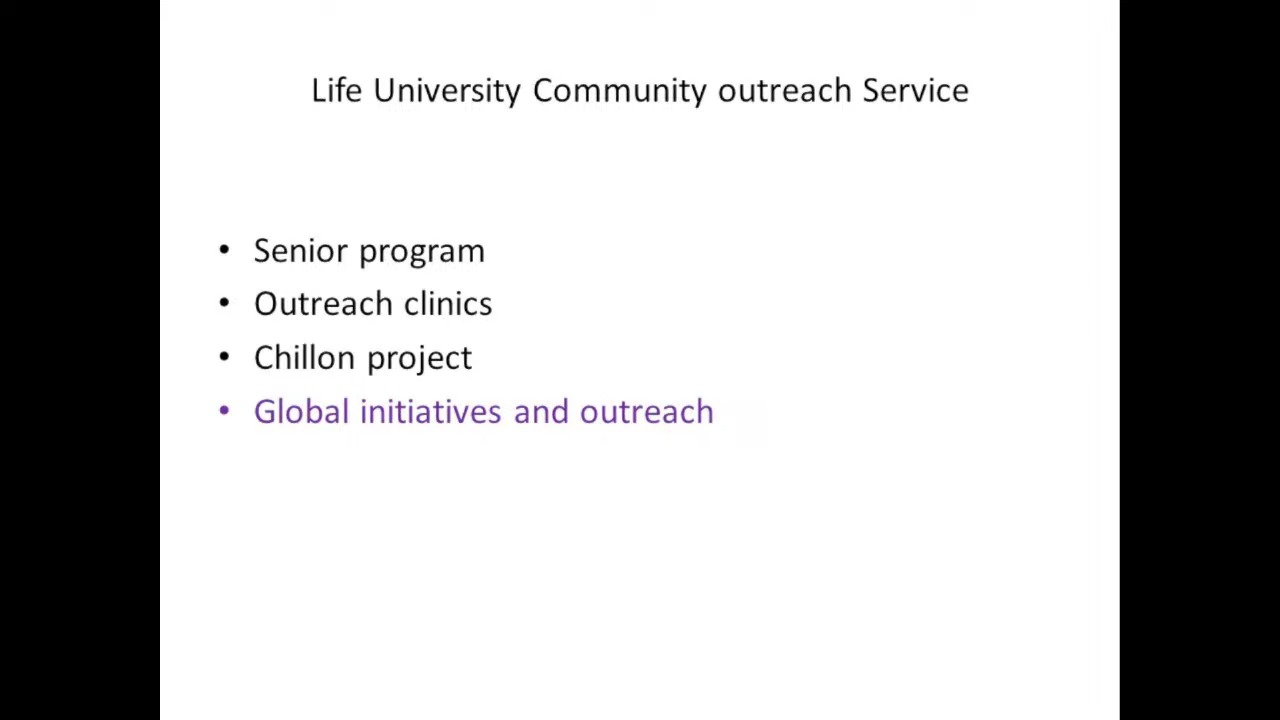 Life University Community outreach Service
• Senior program
• Outreach clinics
• Chillon project
• Global initiatives and outreach